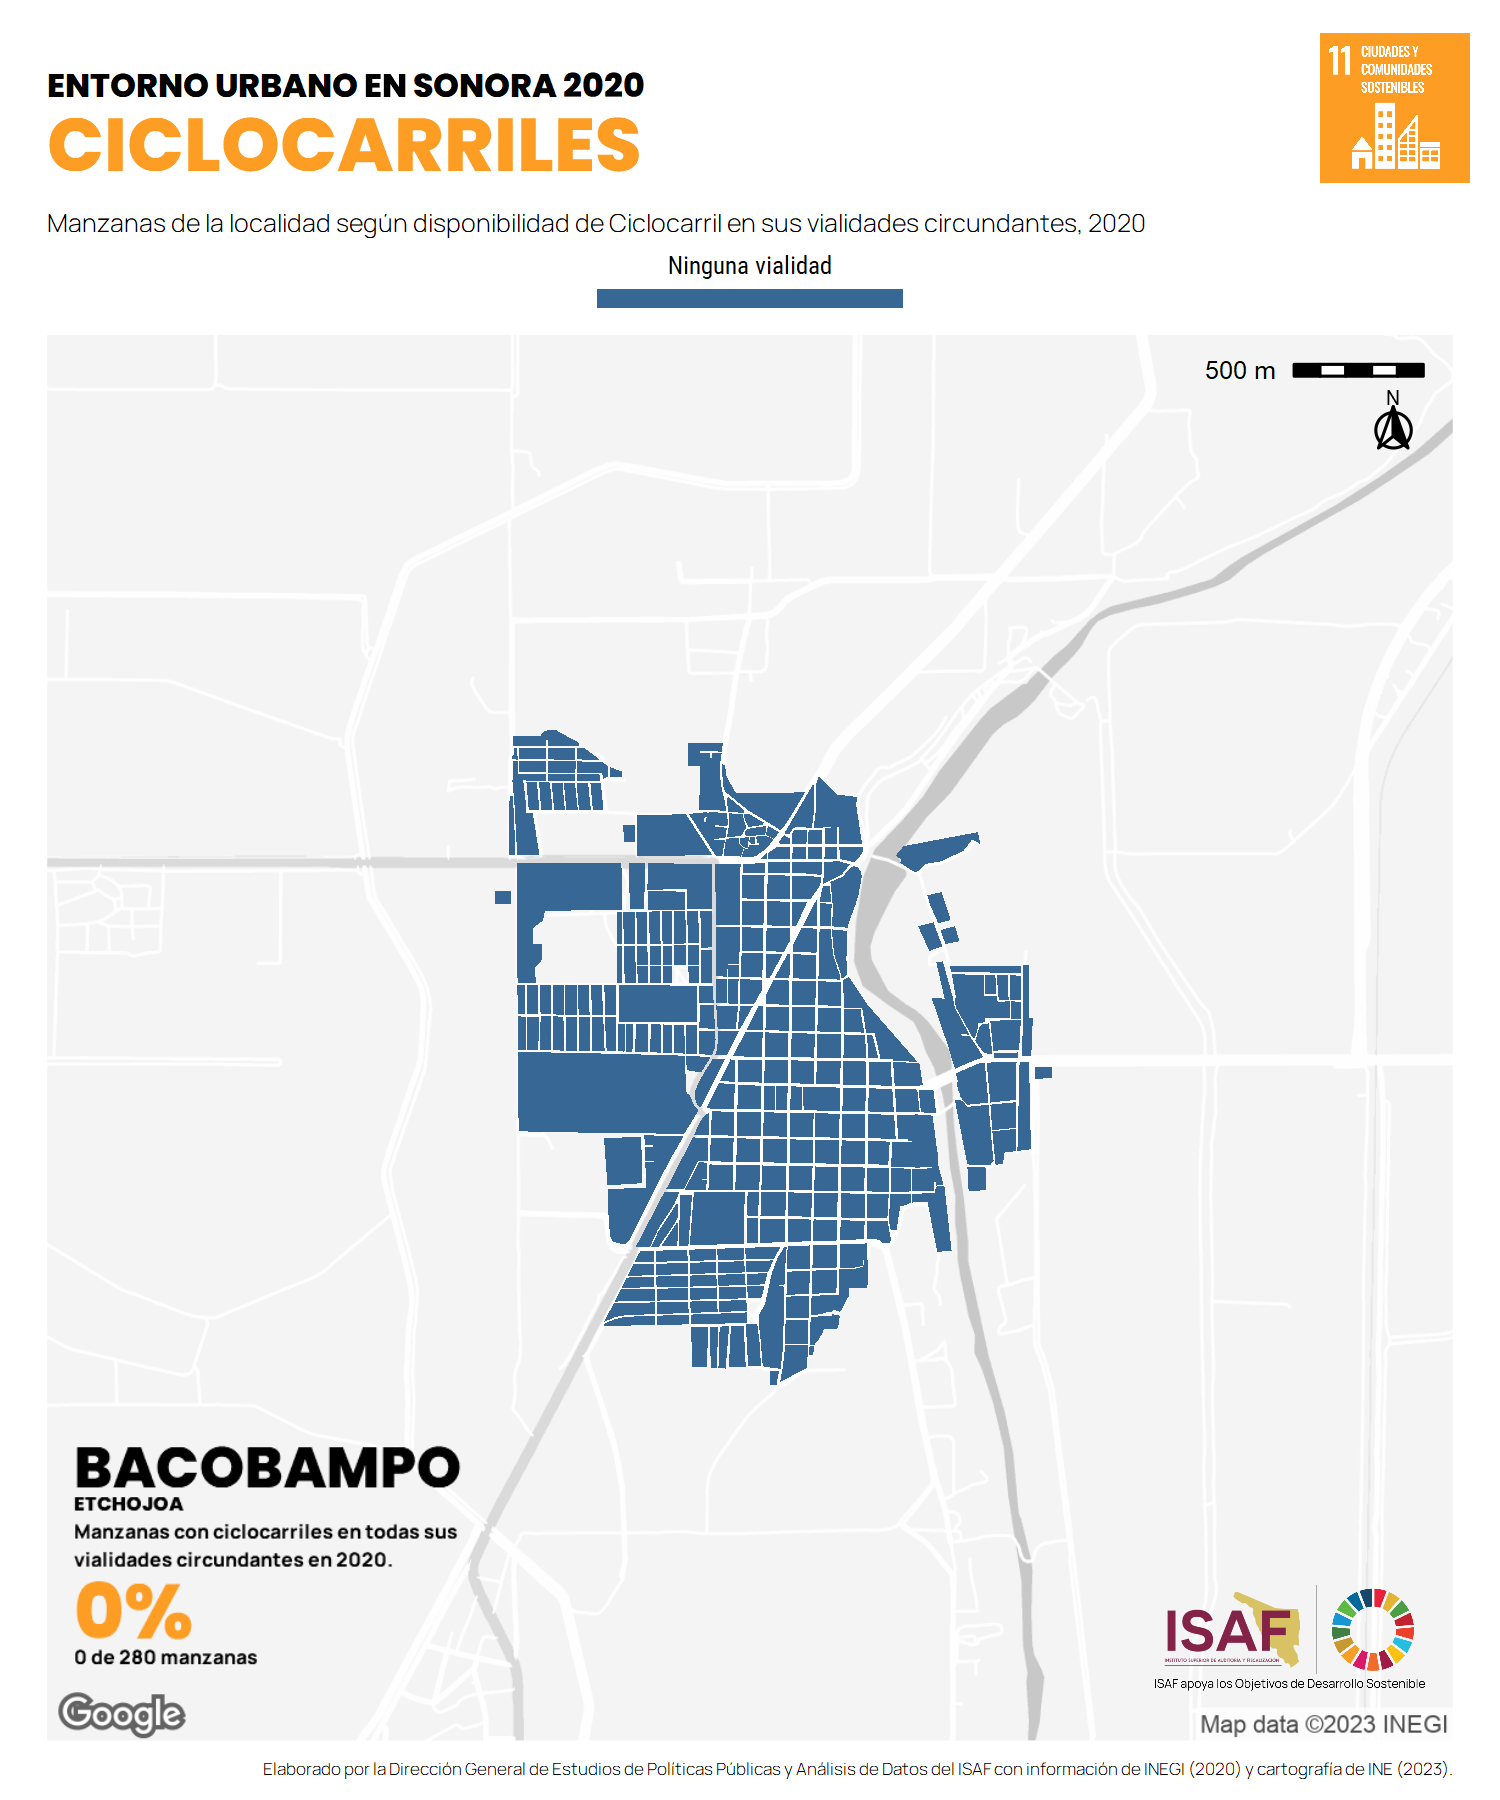 ENTORNO URBANO EN SONORA 2020
CICLOCARRILES
11 CIUDADES Y
COMUNIDADES
SOSTENIBLES
Manzanas de la localidad según disponibilidad de Ciclocarril en sus vialidades circundantes, 2020
Ninguna vialidad
500 m
N
BACOBAMPO
ETCHOJOA
Manzanas con ciclocarriles en todas sus
vialidades circundantes en 2020.
0%
0 de 280 manzanas
ISAF
INSTITUTO SUPERIOR DE AUDITORÍA Y FISCALIZACIÓN
ISAF apoya los Objetivos de Desarrollo Sostenible
Google
Map data ©2023 INEGI
Elaborado por la Dirección General de Estudios de Políticas Públicas y Análisis de Datos del ISAF con información de INEGI (2020) y cartografía de INE (2023).